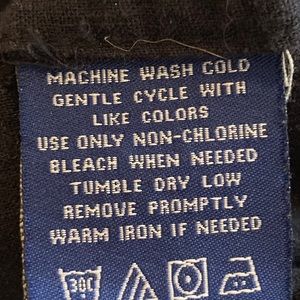 MACHINE WASH COLD
GENTLE CYCLE WITH
LIKE COLORS
USE ONLY NON-CHLORINE
BLEACH WHEN NEEDED
TUMBLE DRY LOW
REMOVE PROMPTLY
WARM IRON IF NEEDED
30C